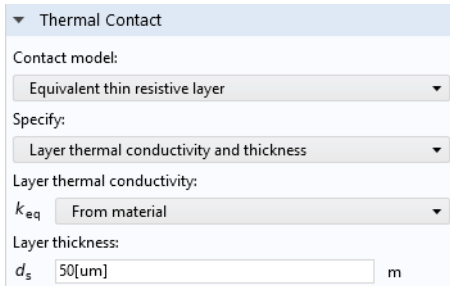 Thermal Contact
Contact model:
Equivalent thin resistive layer
Specify:
Layer thermal conductivity and thickness
Layer thermal conductivity:
keq From material
Layer thickness:
ds 50[um] m